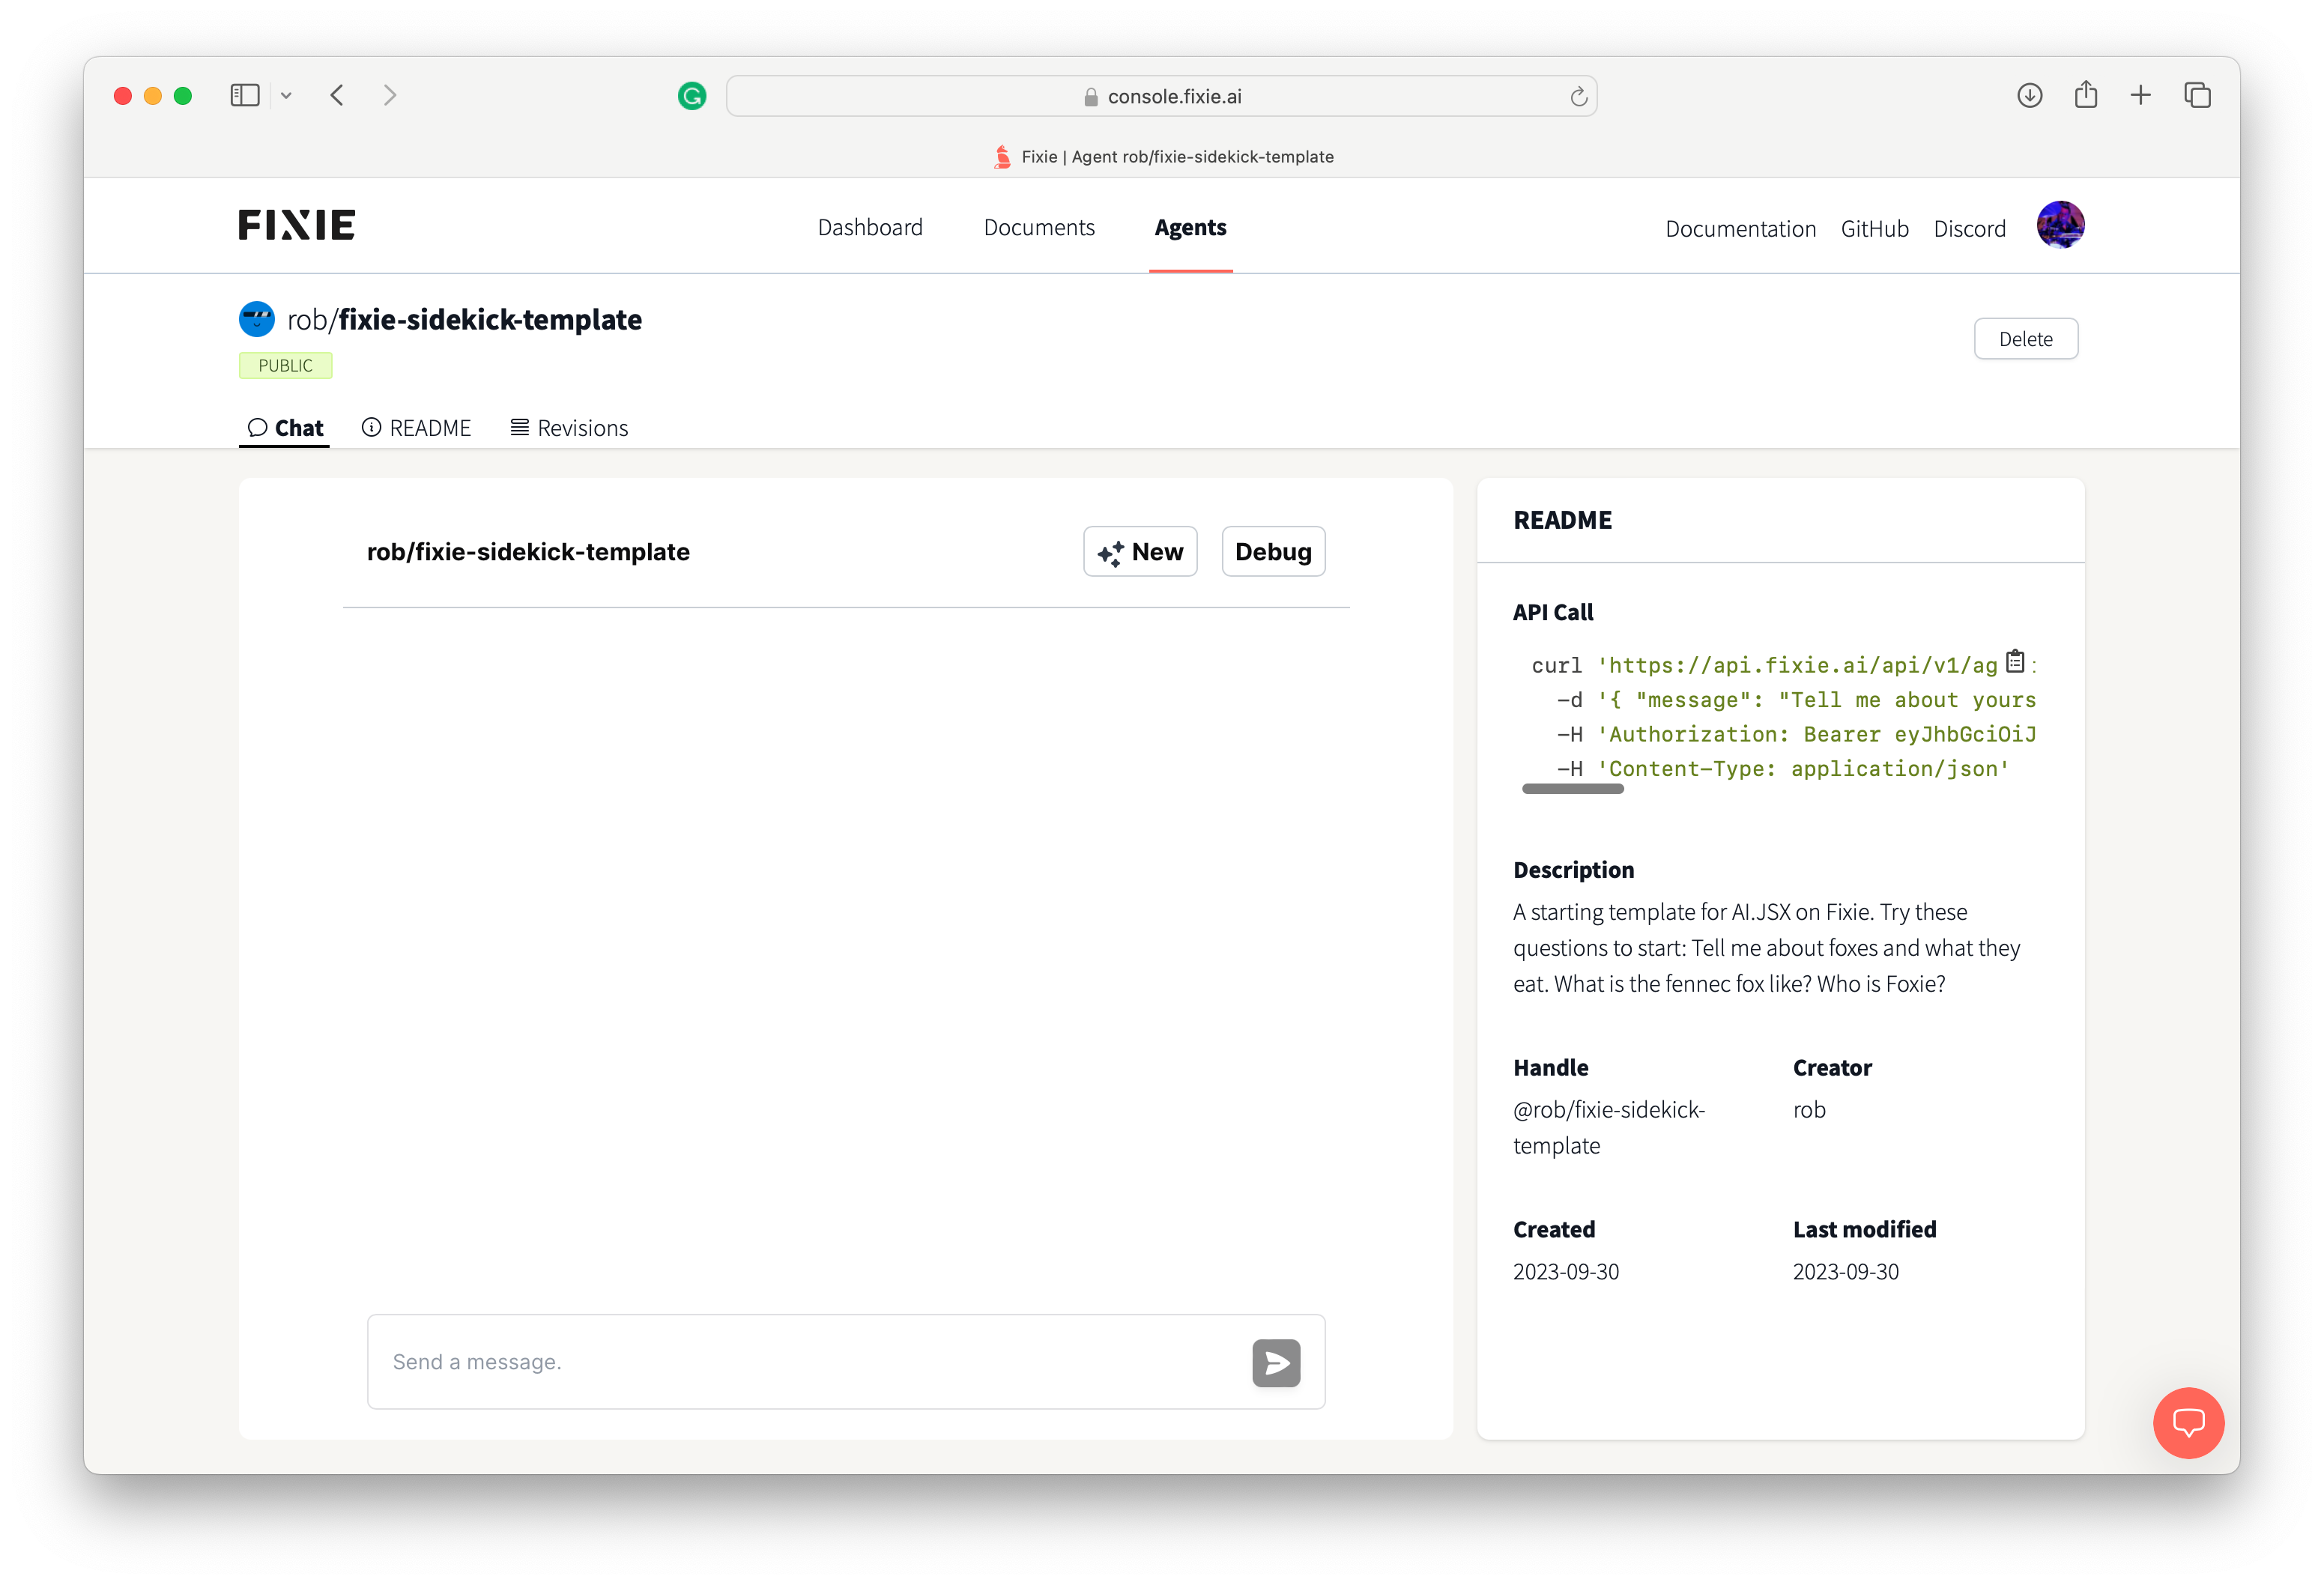 console.fixie.ai
Fixie | Agent rob/fixie-sidekick-template
FIXIE
Dashboard
Documents
Agents
Documentation
GitHub
Discord
rob/fixie-sidekick-template
PUBLIC
Delete
Chat
README
Revisions
rob/fixie-sidekick-template
New
Debug
Send a message.
README
API Call
curl 'https://api.fixie.ai/api/v1/ag
-d '{ "message": "Tell me about yours
-H 'Authorization: Bearer eyJhbGciOiJ
-H 'Content-Type: application/json'
Description
A starting template for AI.JSX on Fixie. Try these
questions to start: Tell me about foxes and what they
eat. What is the fennec fox like? Who is Foxie?
Handle
Creator
@rob/fixie-sidekick-
template
rob
Created
Last modified
2023-09-30
2023-09-30